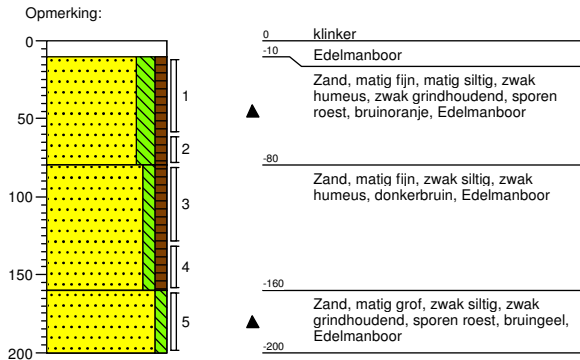 Opmerking:
0
50
100
150
200
1
2
3
4
5
0
klinker
-10
Edelmanboor
Zand, matig fijn, matig siltig, zwak
humeus, zwak grindhoudend, sporen
roest, bruinoranje, Edelmanboor
-80
Zand, matig fijn, zwak siltig, zwak
humeus, donkerbruin, Edelmanboor
-160
Zand, matig grof, zwak siltig, zwak
grindhoudend, sporen roest, bruingeel,
Edelmanboor
-200